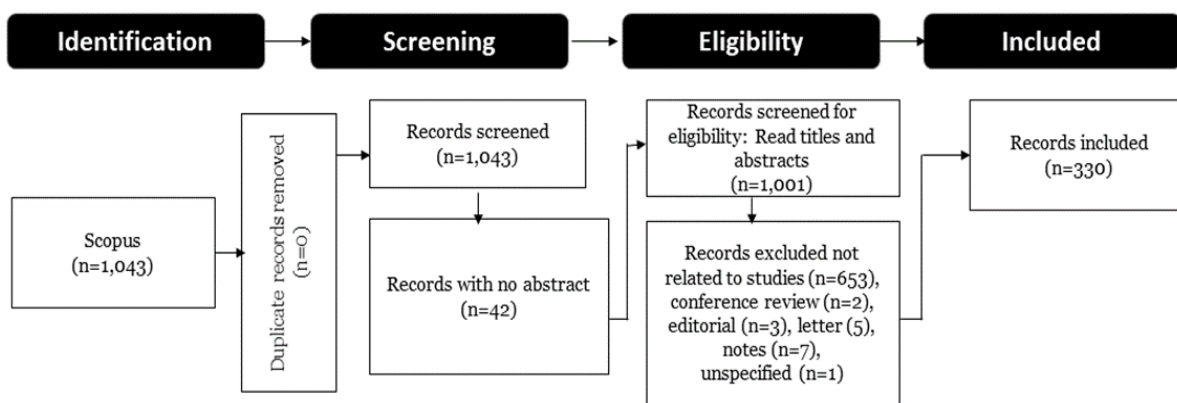 Identification
Screening
Eligibility
Included
Scopus
(n=1,043)
Duplicate records removed
(n=0)
Records screened
(n=1,043)
Records with no abstract
(n=42)
Records screened for
eligibility: Read titles and
abstracts
(n=1,001)
Records excluded not
related to studies (n=653),
conference review (n=2),
editorial (n=3), letter (5),
notes (n=7),
unspecified (n=1)
Records included
(n=330)